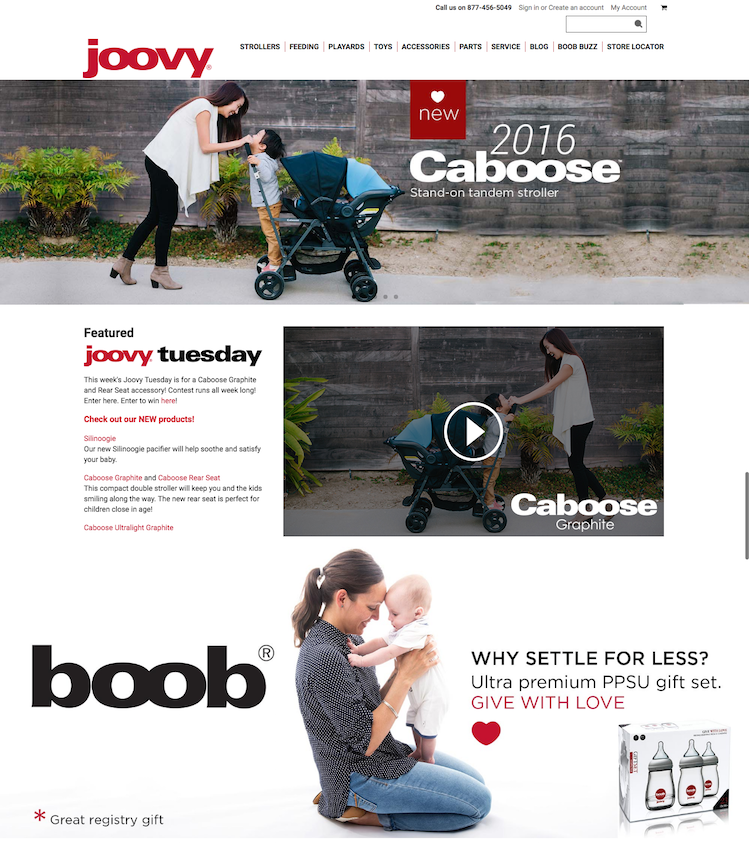 Call us on 877-456-5049 Sign in or Create an account My Account
joovy®
STROLLERS FEEDING PLAYARDS TOYS ACCESSORIES PARTS SERVICE BLOG BOOB BUZZ STORE LOCATOR
new
2016
Caboose™
Stand-on tandem stroller
Featured
joovy tuesday
This week's Joovy Tuesday is for a Caboose Graphite
and Rear Seat accessory! Contest runs all week long!
Enter here. Enter to win here!
Check out our NEW products!
Silinoogie
Our new Silinoogie pacifier will help soothe and satisfy
your baby.
Caboose Graphite and Caboose Rear Seat
This compact double stroller will keep you and the kids
smiling along the way. The new rear seat is perfect for
children close in age!
Caboose Ultralight Graphite
Caboose
Graphite
boob®
WHY SETTLE FOR LESS?
Ultra premium PPSU gift set.
GIVE WITH LOVE
* Great registry gift